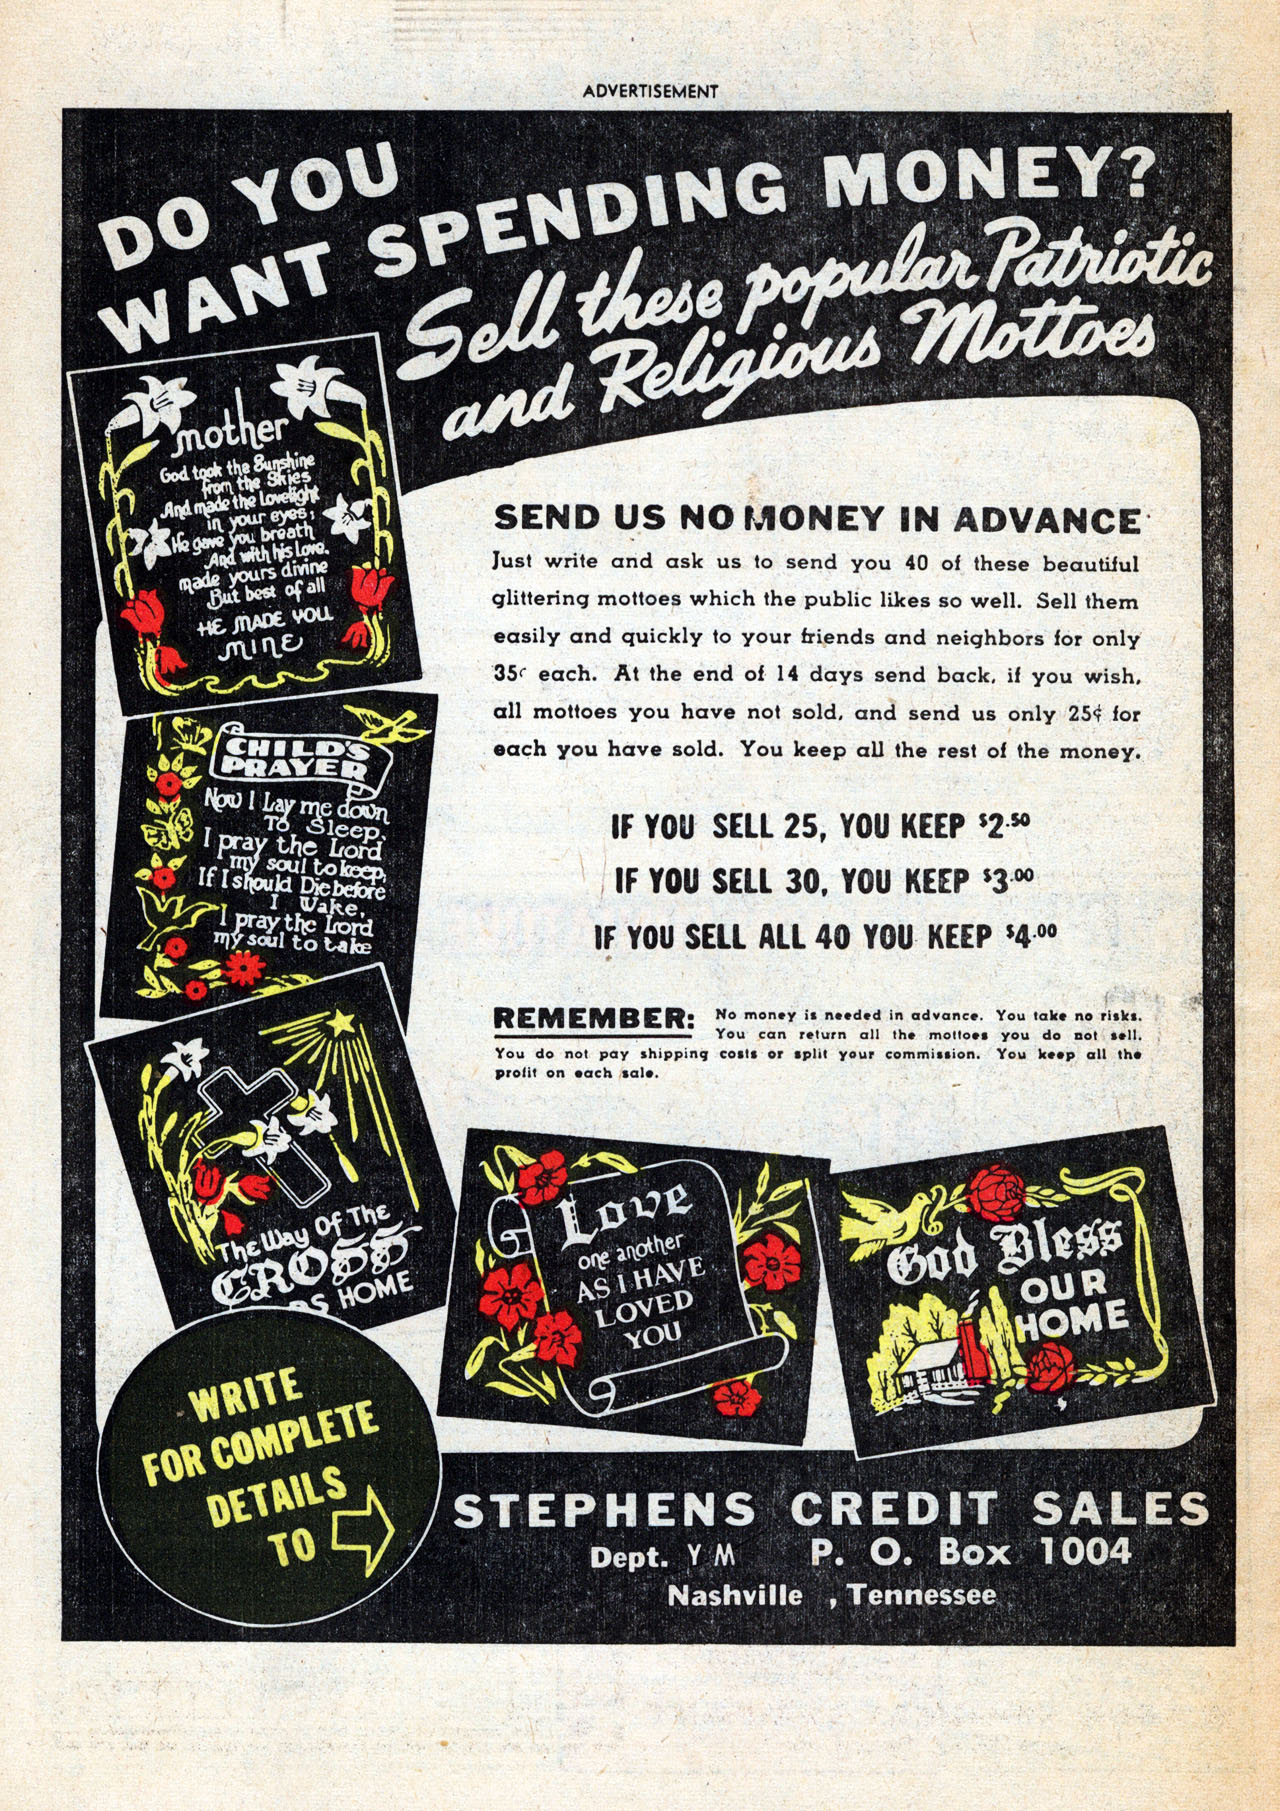 ADVERTISEMENT
DO YOU
WANT SPENDING MONEY?
Sell these popular Patriotic
and Religious Mottoes
mother
God took the Sunshine
from the Skies
And made the Lovelight
in your eyes;
He gave you breath
And with his Love.
made yours divine
But best of all
HE MADE YOU
MINE
CHILD'S
PRAYER
Now I Lay me down
To Sleep,
I pray the Lord
my soul to keep,
If I should Die before
I Wake,
I pray the Lord
my soul to take
The Way Of The
CROSS
HOME
SEND US NO MONEY IN ADVANCE
Just write and ask us to send you 40 of these beautiful
glittering mottoes which the public likes so well. Sell them
easily and quickly to your friends and neighbors for only
35¢ each. At the end of 14 days send back, if you wish,
all mottoes you have not sold, and send us only 25¢ for
each you have sold. You keep all the rest of the money.
IF YOU SELL 25, YOU KEEP $2.50
IF YOU SELL 30, YOU KEEP $3.00
IF YOU SELL ALL 40 YOU KEEP $4.00
REMEMBER: No money is needed in advance. You take no risks.
You can return all the mottoes you do not sell.
You do not pay shipping costs or split your commission. You keep all the
profit on each sale.
Love
one another
AS I HAVE
LOVED
YOU
God Bless
OUR
HOME
WRITE
FOR COMPLETE
DETAILS
TO
STEPHENS CREDIT SALES
Dept. Y M P. O. Box 1004
Nashville , Tennessee